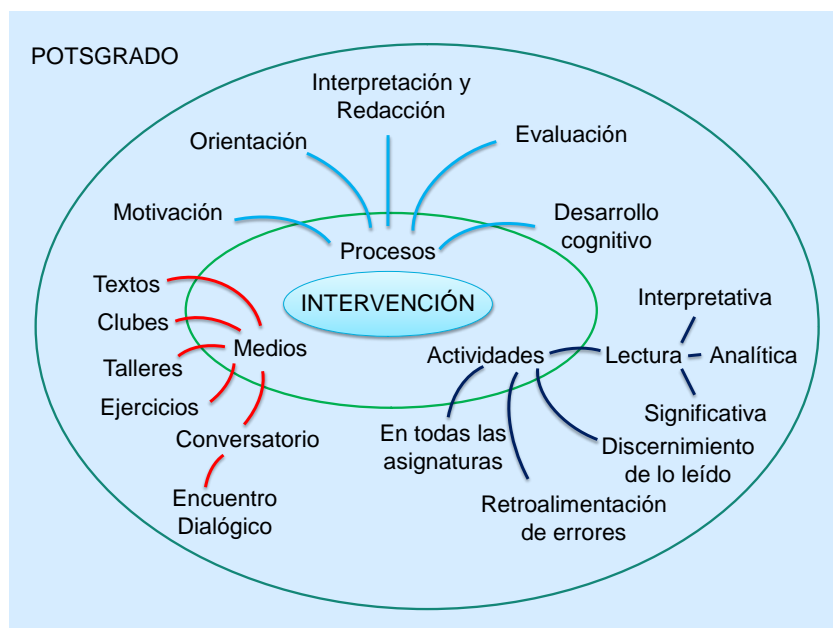 POTSGRADO
Interpretación y
Redacción
Orientación
Evaluación
Motivación
Desarrollo
cognitivo
Procesos
INTERVENCIÓN
Textos
Clubes
Talleres
Ejercicios
Medios
Conversatorio
Encuentro
Dialógico
Actividades
Lectura
Interpretativa
Analítica
Significativa
En todas las
asignaturas
Discernimiento
de lo leído
Retroalimentación
de errores